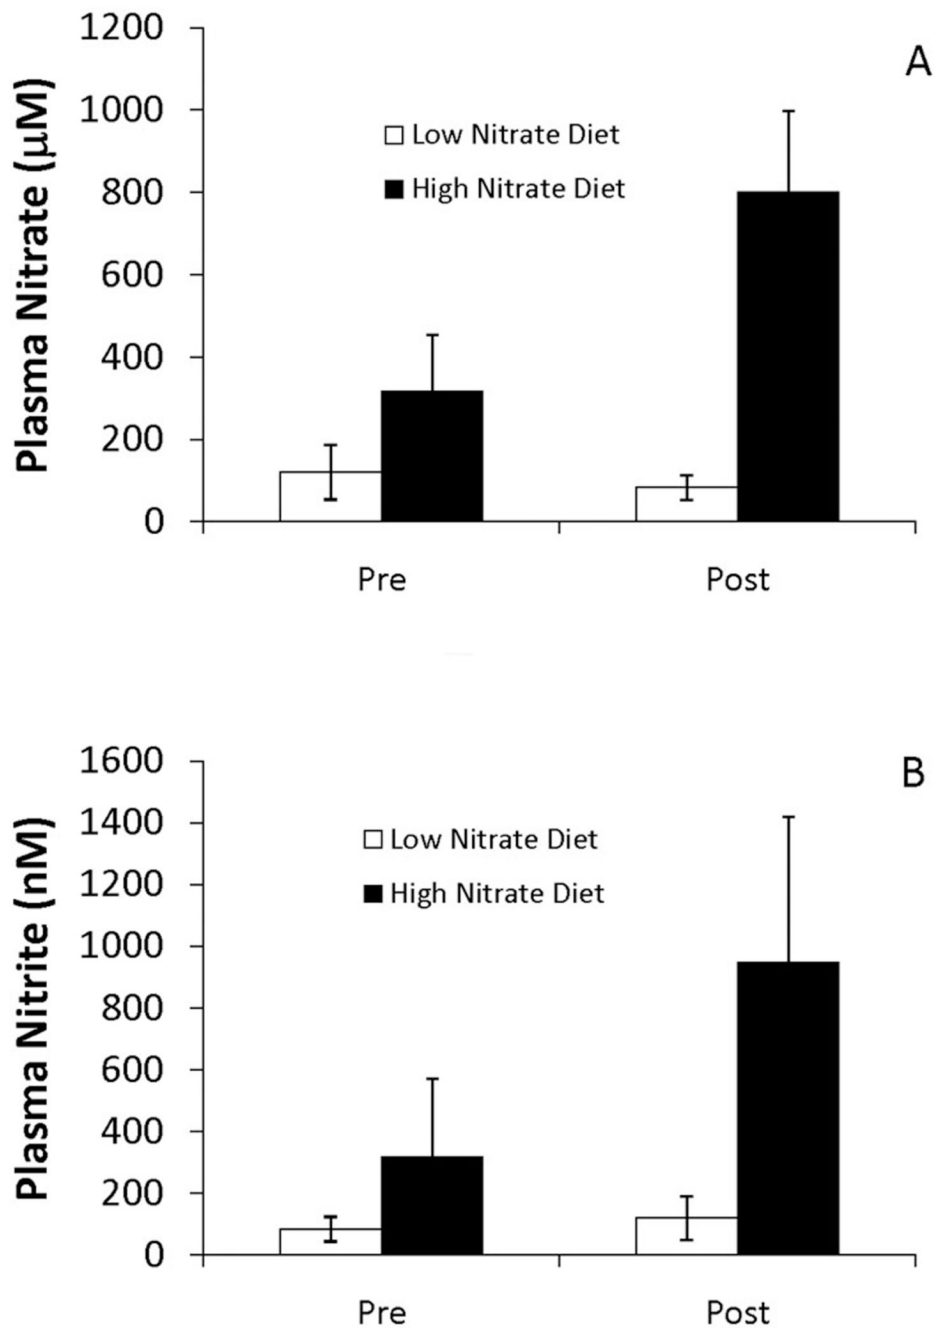 A
Plasma Nitrate (μM)
1200
1000
800
600
400
200
0
Low Nitrate Diet
High Nitrate Diet
Pre
Post
B
Plasma Nitrite (nM)
1600
1400
1200
1000
800
600
400
200
0
Low Nitrate Diet
High Nitrate Diet
Pre
Post